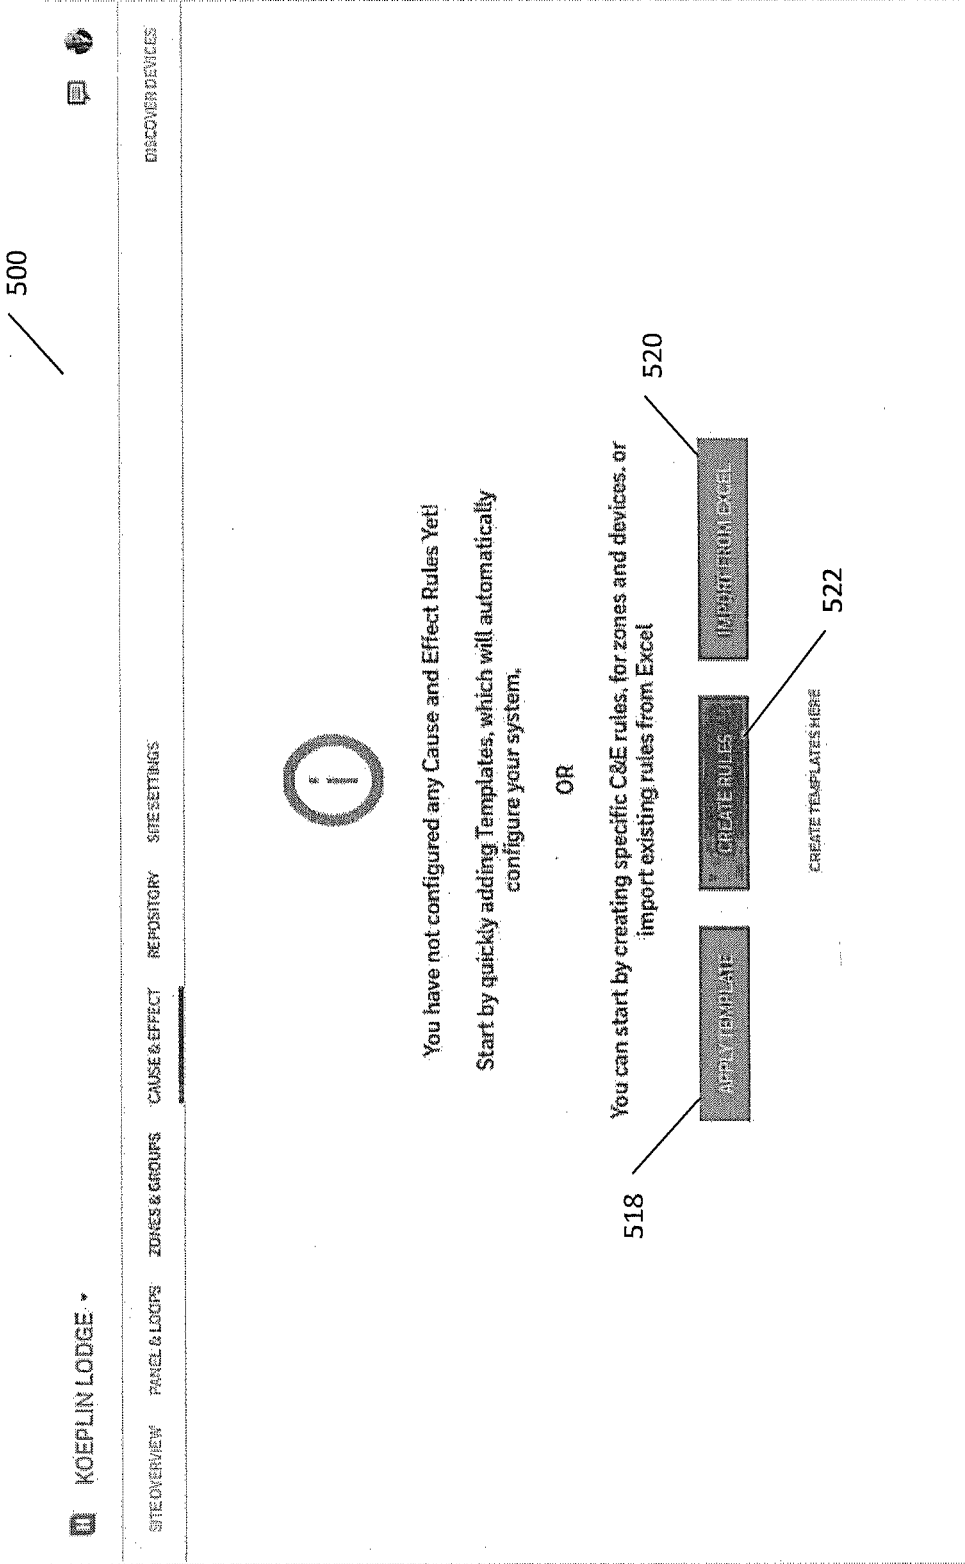 500
KOEPLIN LODGE
SITE OVERVIEW PANEL & LOOPS ZONES & GROUPS CAUSE & EFFECT REPOSITORY SITE SETTINGS DISCOVER DEVICES
You have not configured any Cause and Effect Rules Yet!
Start by quickly adding Templates, which will automatically
configure your system.
OR
You can start by creating specific C&E rules, for zones and devices, or
import existing rules from Excel
518
520
APPLY TEMPLATE CREATE RULES IMPORT FROM EXCEL
522
CREATE TEMPLATES HERE